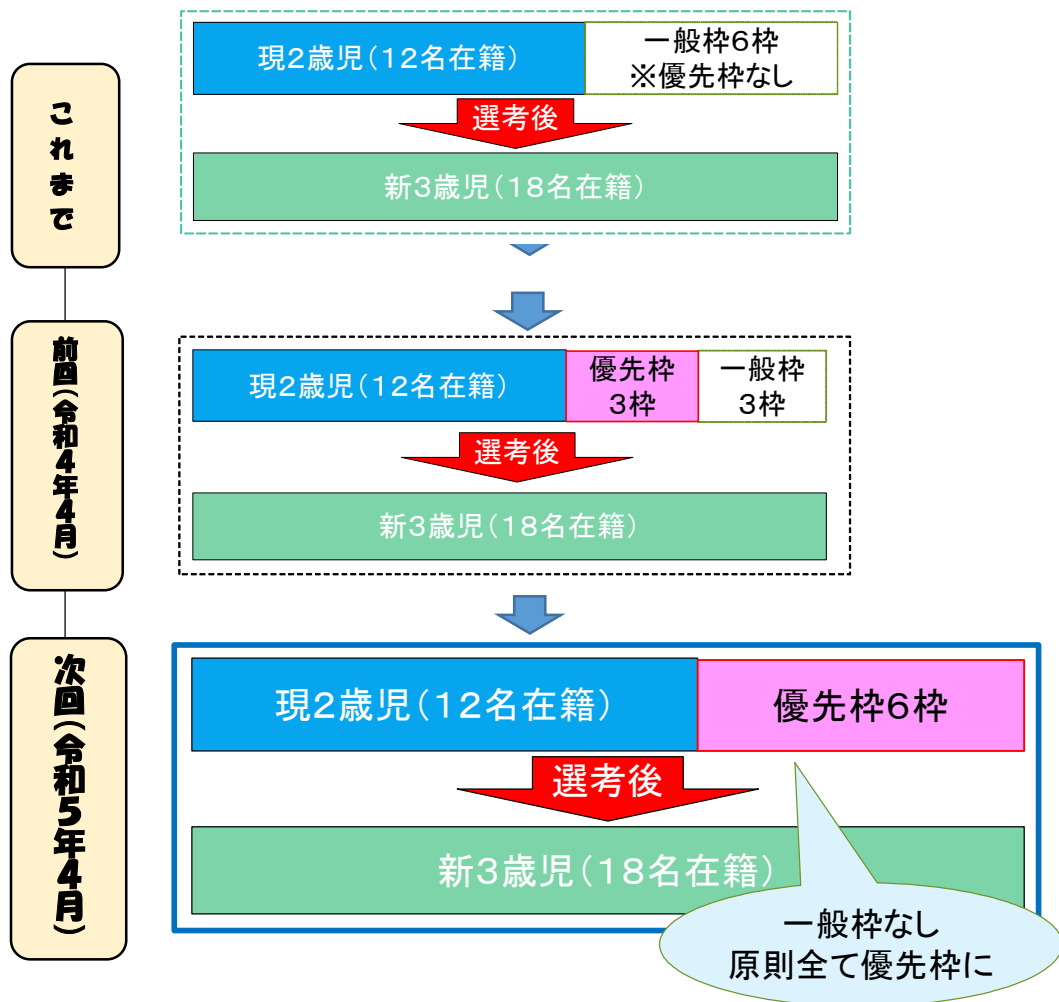 これまで
現2歳児(12名在籍)
一般枠6枠
※優先枠なし
選考後
新3歳児(18名在籍)
前回(令和4年4月)
現2歳児(12名在籍)
優先枠
3枠
一般枠
3枠
選考後
新3歳児(18名在籍)
次回(令和5年4月)
現2歳児(12名在籍)
優先枠6枠
選考後
新3歳児(18名在籍)
一般枠なし
原則全て優先枠に